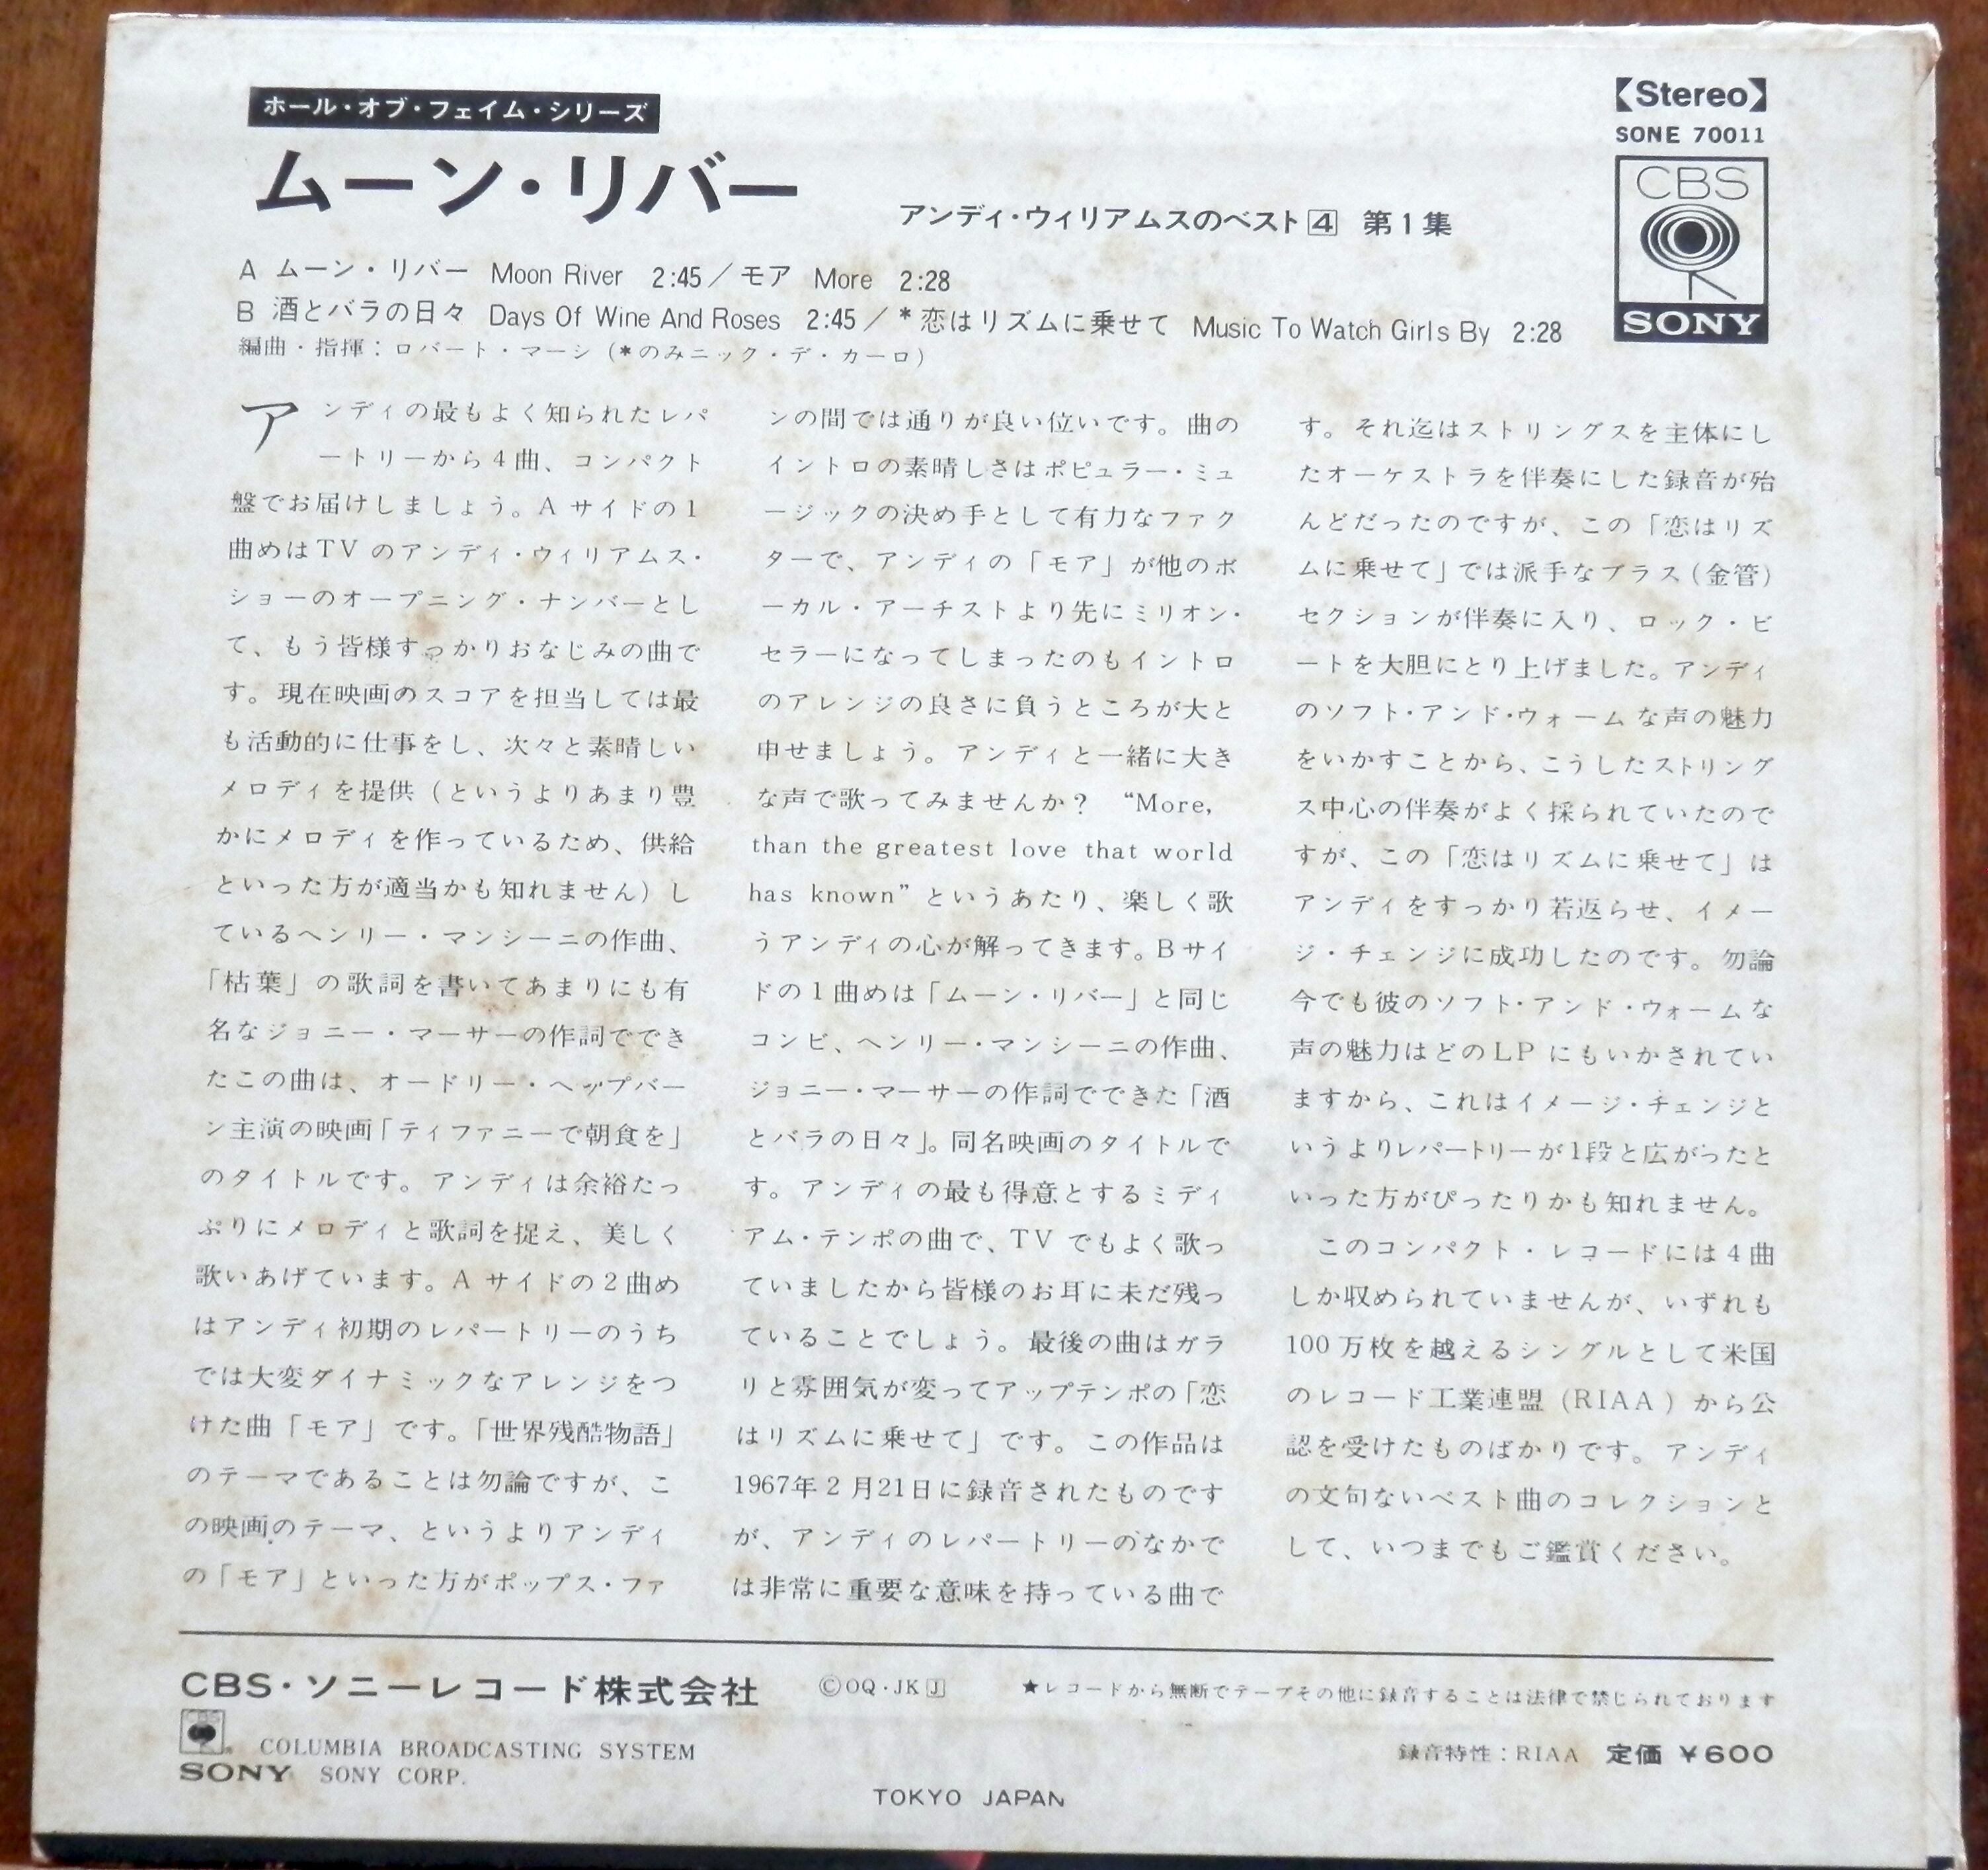 ホール・オブ・フェイム・シリーズ
ムーン・リバー
アンディ・ウィリアムスのベスト4 第1集
【Stereo】
SONE 70011
CBS
SONY
A ムーン・リバー Moon River 2:45／モア More 2:28
B 酒とバラの日々 Days Of Wine And Roses 2:45／*恋はリズムに乗せて Music To Watch Girls By 2:28
編曲・指揮：ロバート・マーシ（*のみニック・デ・カーロ）
アンディの最もよく知られたレパ
ートリーから4曲、コンパクト
盤でお届けしましょう。Aサイドの1
曲めはTVのアンディ・ウィリアムス・
ショーのオープニング・ナンバーとし
て、もう皆様すっかりおなじみの曲で
す。現在映画のスコアを担当しては最
も活動的に仕事をし、次々と素晴しい
メロディを提供（というよりあまり豊
かにメロディを作っているため、供給
といった方が適当かも知れません）し
ているヘンリー・マンシーニの作曲、
「枯葉」の歌詞を書いてあまりにも有
名なジョニー・マーサーの作詞ででき
たこの曲は、オードリー・ヘップバー
ン主演の映画「ティファニーで朝食を」
のタイトルです。アンディは余裕たっ
ぷりにメロディと歌詞を捉え、美しく
歌いあげています。Aサイドの2曲め
はアンディ初期のレパートリーのうち
では大変ダイナミックなアレンジをつ
けた曲「モア」です。「世界残酷物語」
のテーマであることは勿論ですが、こ
の映画のテーマ、というよりアンディ
の「モア」といった方がポップス・ファ
ンの間では通りが良い位いです。曲の
イントロの素晴しさはポピュラー・ミュ
ージックの決め手として有力なファク
ターで、アンディの「モア」が他のボ
ーカル・アーチストより先にミリオン・
セラーになってしまったのもイントロ
のアレンジの良さに負うところが大と
申せましょう。アンディと一緒に大き
な声で歌ってみませんか？ “More,
than the greatest love that world
has known”というあたり、楽しく歌
うアンディの心が解ってきます。Bサイ
ドの1曲めは「ムーン・リバー」と同じ
コンビ、ヘンリー・マンシーニの作曲、
ジョニー・マーサーの作詞でできた「酒
とバラの日々」。同名映画のタイトルで
す。アンディの最も得意とするミディ
アム・テンポの曲で、TVでもよく歌っ
ていましたから皆様のお耳に未だ残っ
ていることでしょう。最後の曲はガラ
リと雰囲気が変ってアップテンポの「恋
はリズムに乗せて」です。この作品は
1967年2月21日に録音されたものです
が、アンディのレパートリーのなかで
は非常に重要な意味を持っている曲で
す。それ迄はストリングスを主体にし
たオーケストラを伴奏にした録音が殆
んどだったのですが、この「恋はリズ
ムに乗せて」では派手なブラス（金管）
セクションが伴奏に入り、ロック・ビ
ートを大胆にとり上げました。アンディ
のソフト・アンド・ウォームな声の魅力
をいかすことから、こうしたストリング
ス中心の伴奏がよく採られていたので
すが、この「恋はリズムに乗せて」は
アンディをすっかり若返らせ、イメー
ジ・チェンジに成功したのです。勿論
今でも彼のソフト・アンド・ウォームな
声の魅力はどのLPにもいかされてい
ますから、これはイメージ・チェンジと
いうよりレパートリーが1段と広がったと
いった方がぴったりかも知れません。
このコンパクト・レコードには4曲
しか収められていませんが、いずれも
100万枚を越えるシングルとして米国
のレコード工業連盟（RIAA）から公
認を受けたものばかりです。アンディ
の文句ないベスト曲のコレクションと
して、いつまでもご鑑賞ください。
CBS・ソニーレコード株式会社 ⒸOQ・JK J ★レコードから無断でテープその他に録音することは法律で禁じられております
CBS
COLUMBIA BROADCASTING SYSTEM
SONY SONY CORP.
録音特性：RIAA 定価 ￥600
TOKYO JAPAN